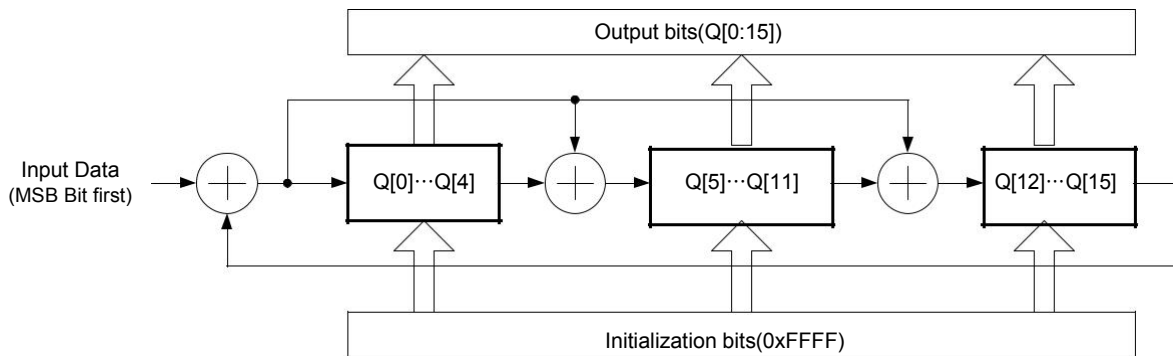 Output bits(Q[0:15])
Input Data
(MSB Bit first)
Q[0]···Q[4]
Q[5]···Q[11]
Q[12]···Q[15]
Initialization bits(0xFFFF)